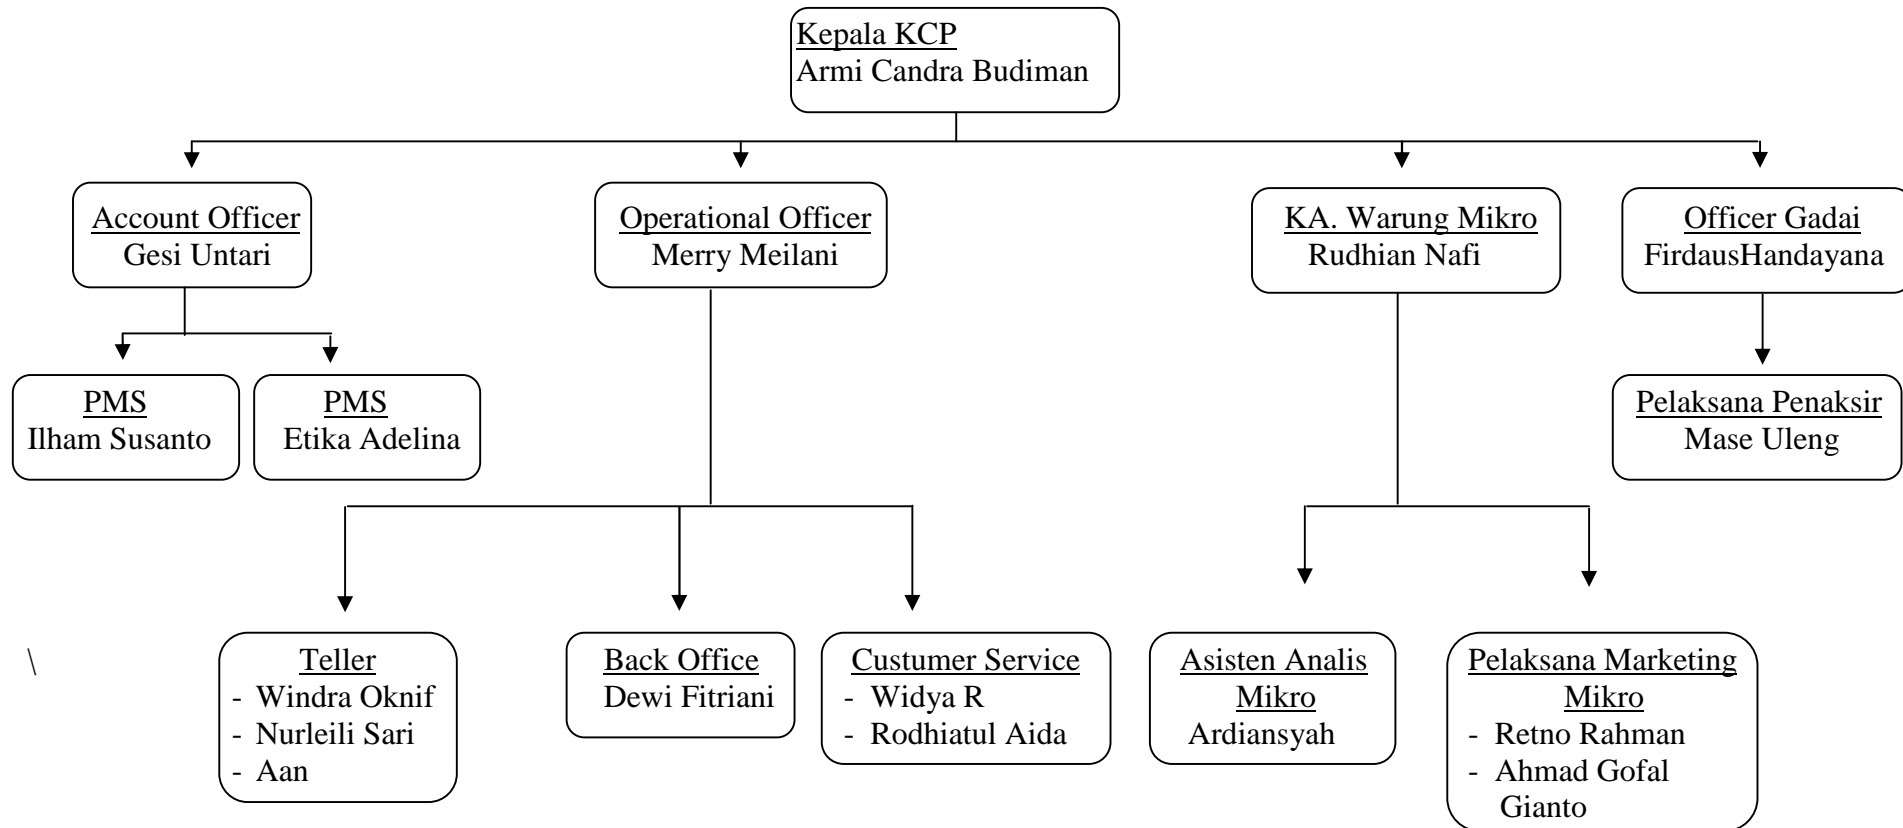 Kepala KCP
Armi Candra Budiman
Account Officer
Gesi Untari
Operational Officer
Merry Meilani
KA. Warung Mikro
Rudhian Nafi
Officer Gadai
FirdausHandayana
PMS
Ilham Susanto
PMS
Etika Adelina
Pelaksana Penaksir
Mase Uleng
\
Teller
- Windra Oknif
- Nurleili Sari
- Aan
Back Office
Dewi Fitriani
Custumer Service
- Widya R
- Rodhiatul Aida
Asisten Analis
Mikro
Ardiansyah
Pelaksana Marketing
Mikro
- Retno Rahman
- Ahmad Gofal
Gianto